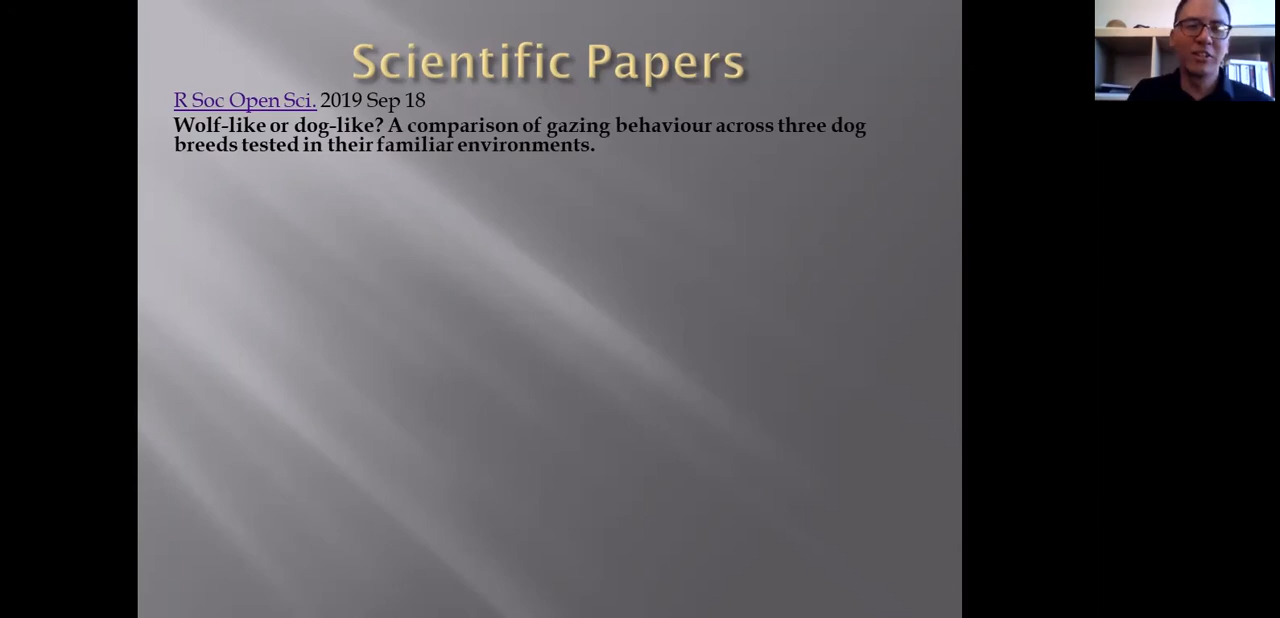 Scientific Papers
R Soc Open Sci. 2019 Sep 18
Wolf-like or dog-like? A comparison of gazing behaviour across three dog
breeds tested in their familiar environments.